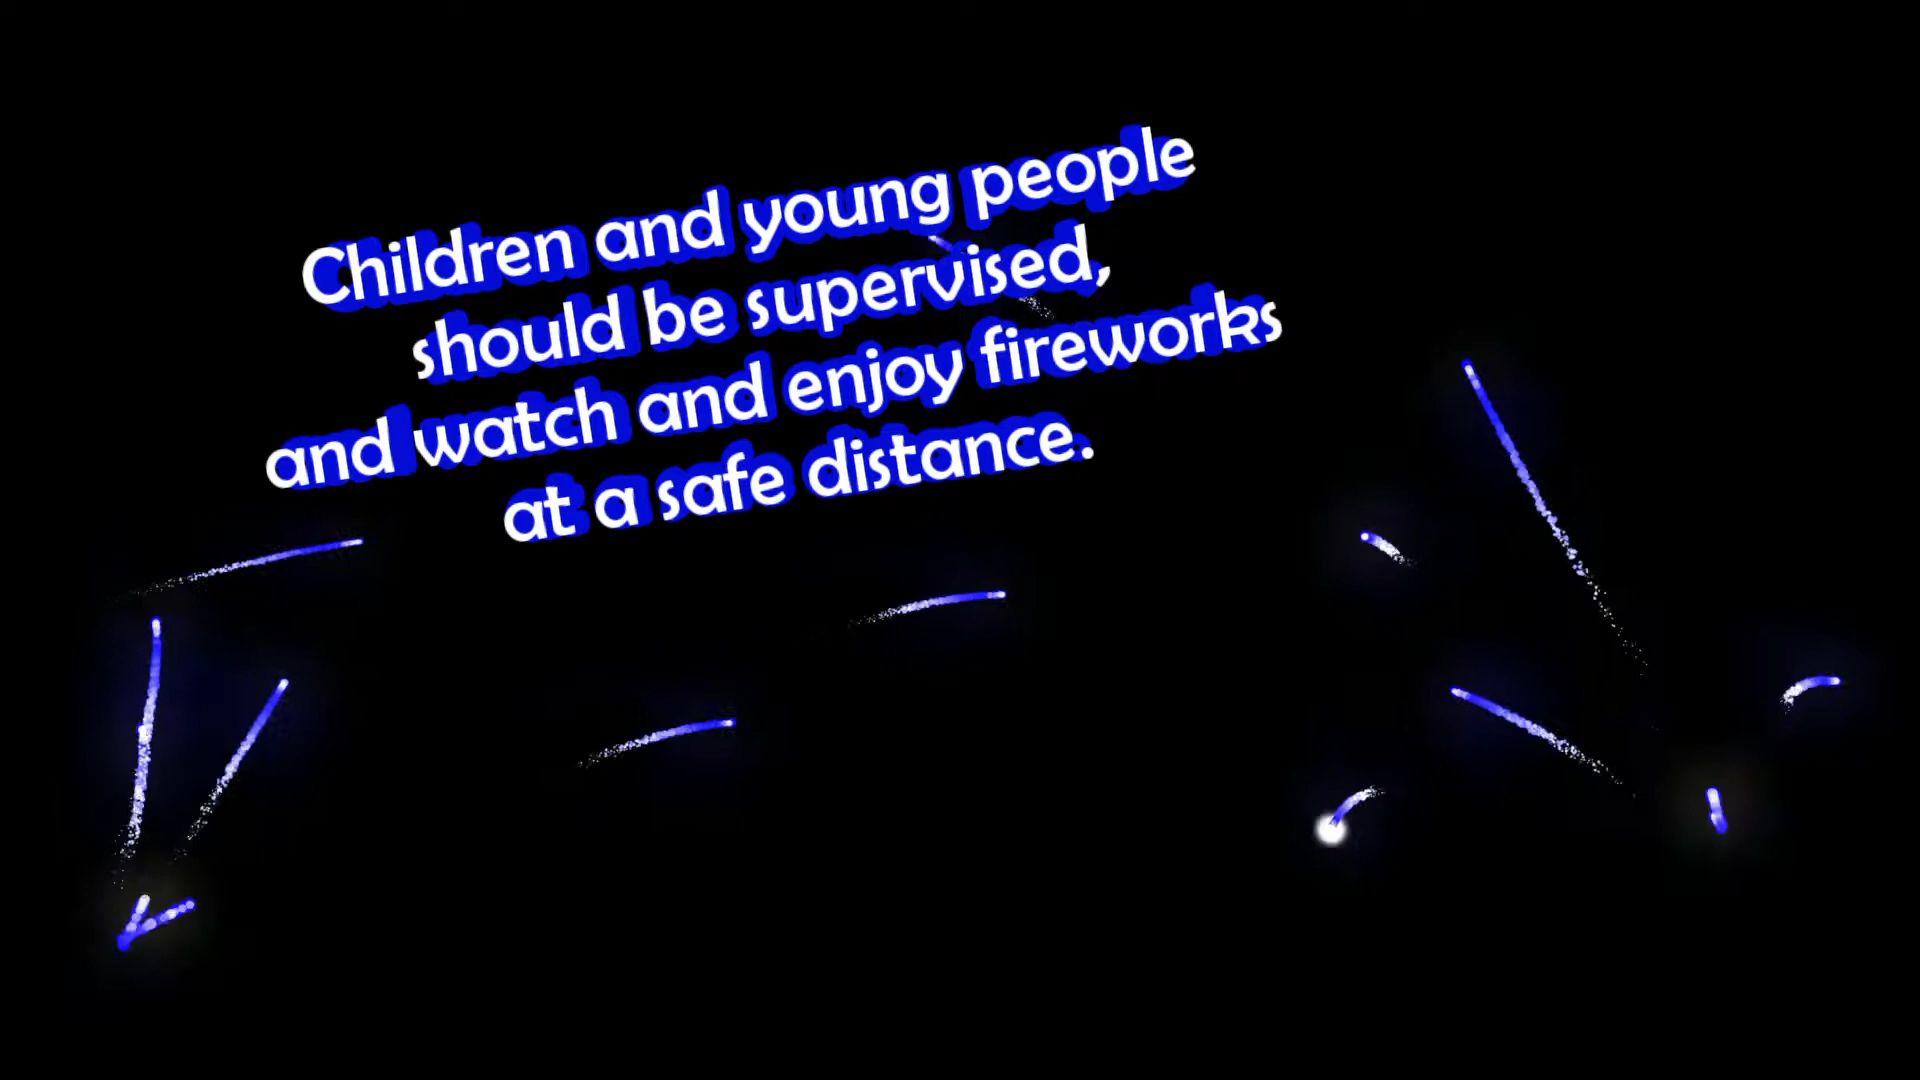 Children and young people
should be supervised,
and watch and enjoy fireworks
at a safe distance.